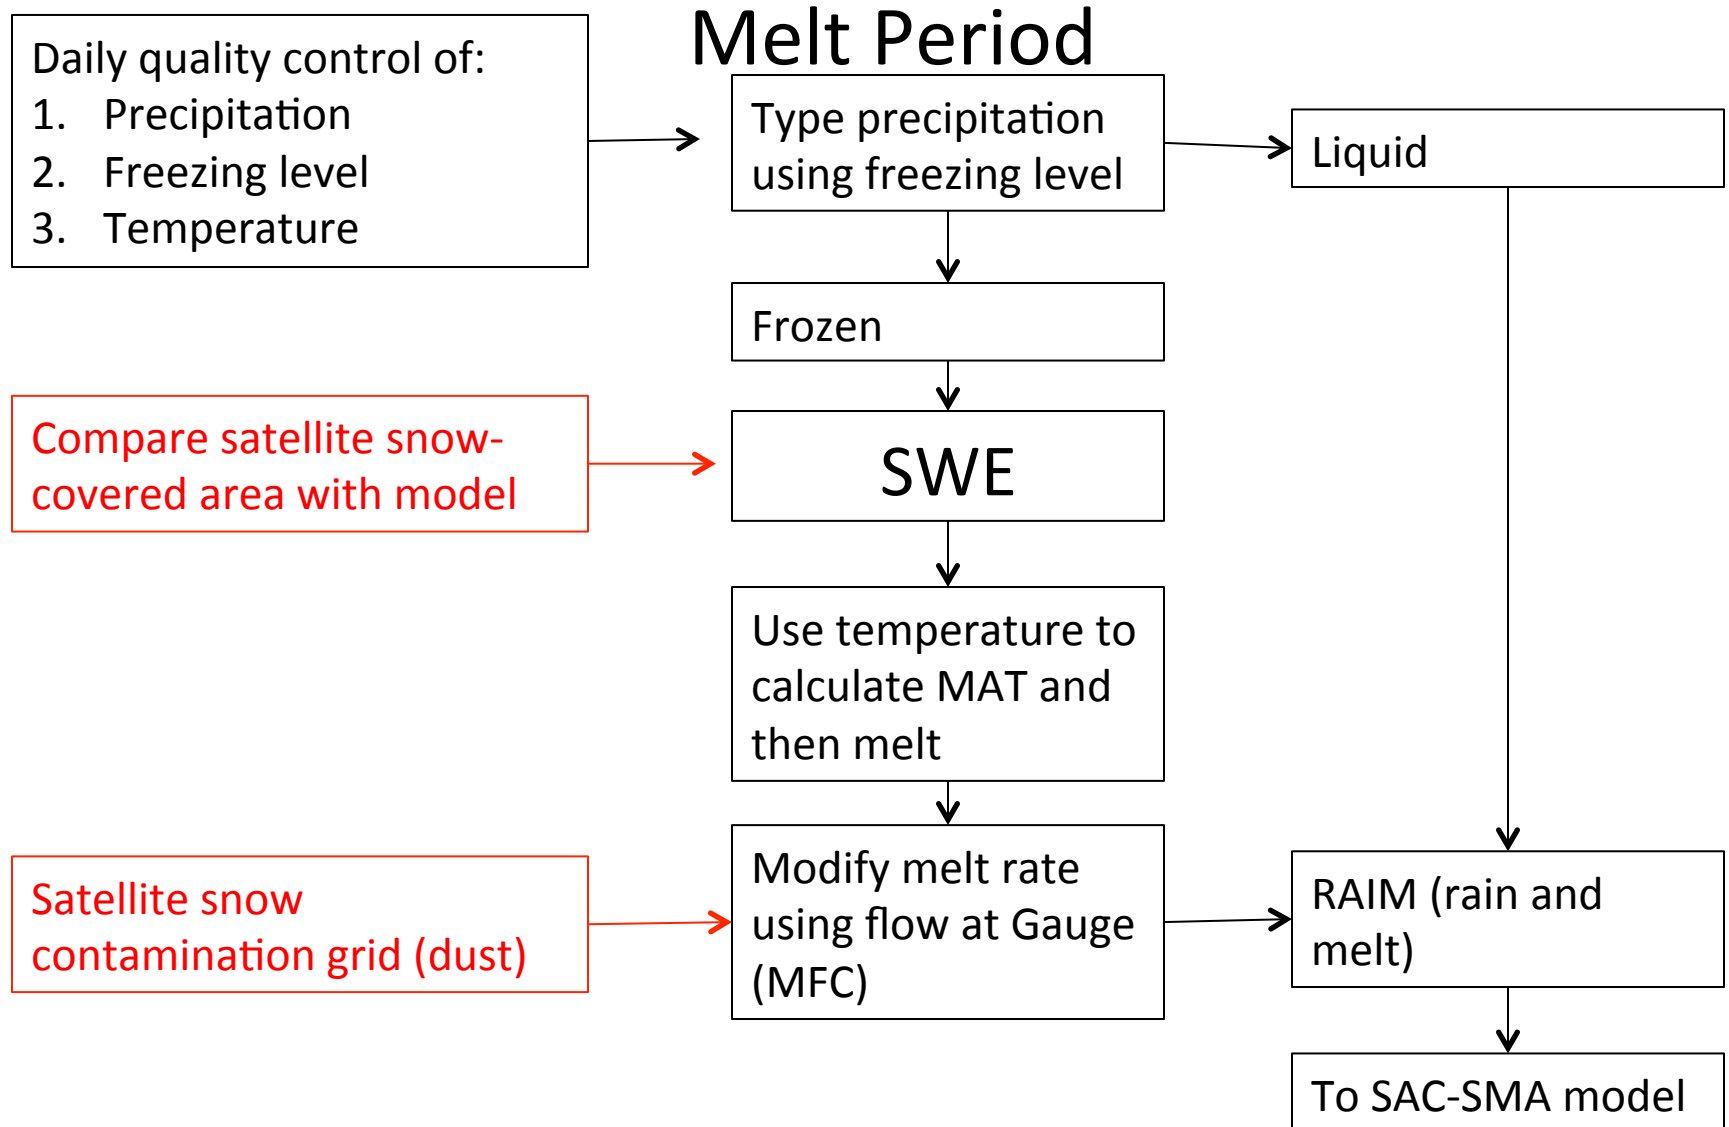 Melt Period
Daily quality control of:
1. Precipitation
2. Freezing level
3. Temperature
Type precipitation
using freezing level
Liquid
Frozen
Compare satellite snow-
covered area with model
SWE
Use temperature to
calculate MAT and
then melt
Satellite snow
contamination grid (dust)
Modify melt rate
using flow at Gauge
(MFC)
RAIM (rain and
melt)
To SAC-SMA model